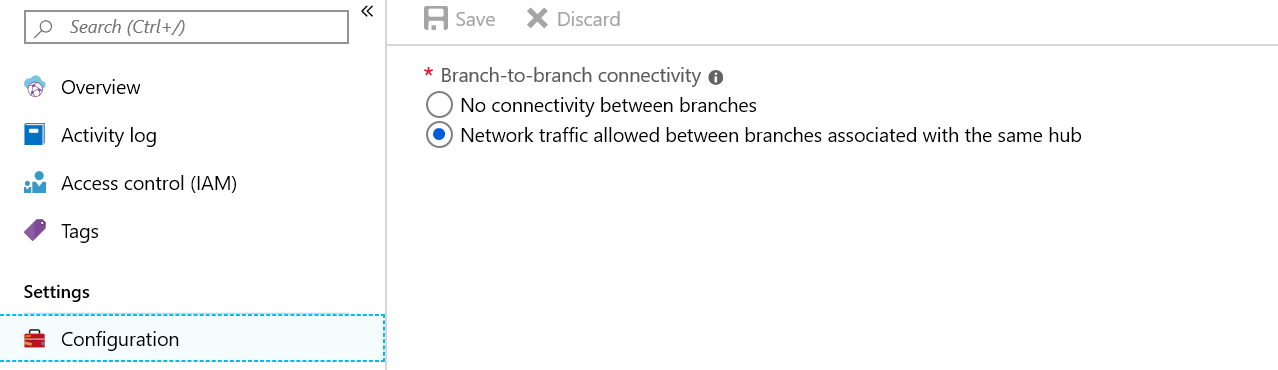 Search (Ctrl+/)
Overview
Activity log
Access control (IAM)
Tags
Settings
Configuration
Save Discard
* Branch-to-branch connectivity
No connectivity between branches
Network traffic allowed between branches associated with the same hub